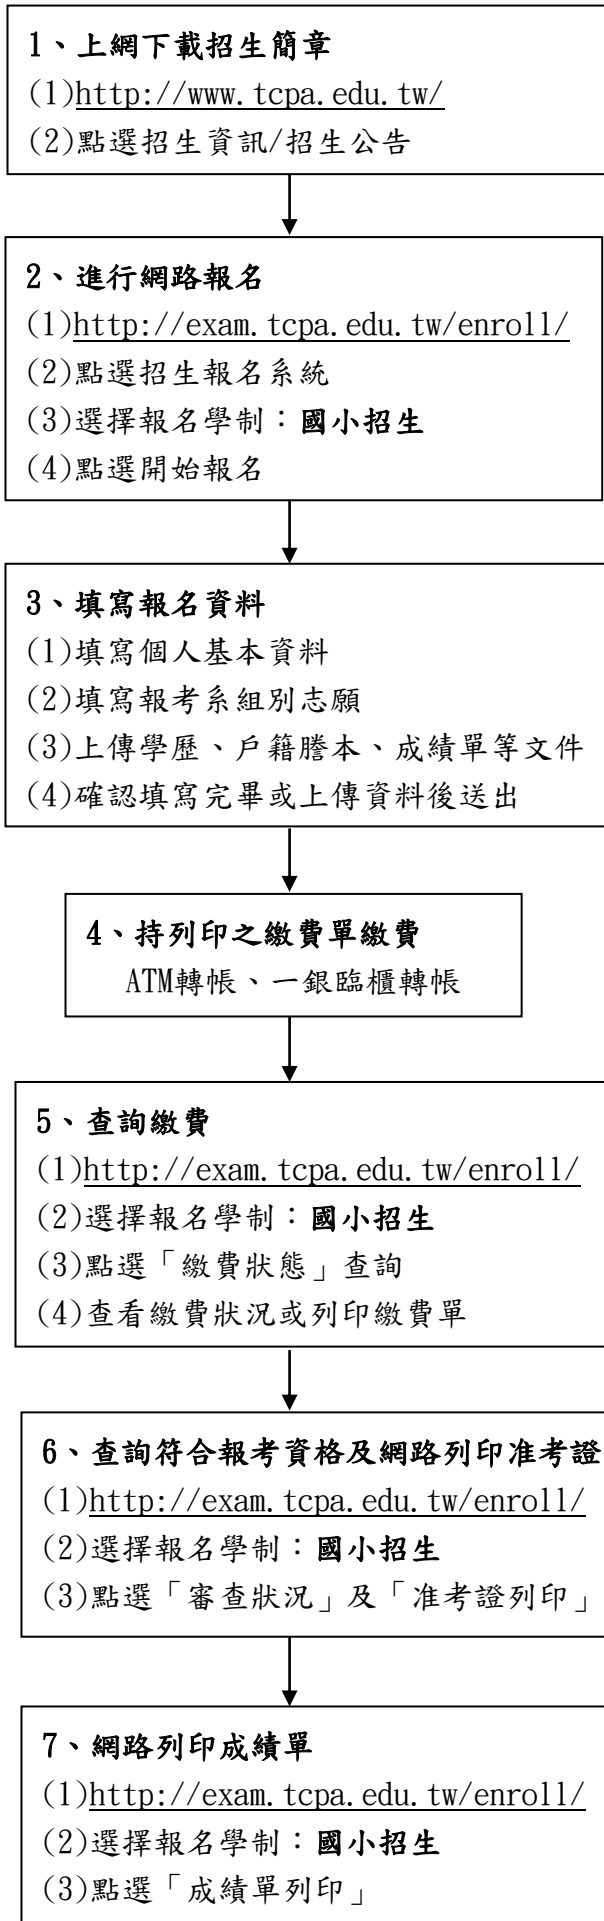 1、上網下載招生簡章
(1)http://www.tcpa.edu.tw/
(2)點選招生資訊/招生公告
2、進行網路報名
(1)http://exam.tcpa.edu.tw/enroll/
(2)點選招生報名系統
(3)選擇報名學制：國小招生
(4)點選開始報名
3、填寫報名資料
(1)填寫個人基本資料
(2)填寫報考系組別志願
(3)上傳學歷、戶籍謄本、成績單等文件
(4)確認填寫完畢或上傳資料後送出
4、持列印之繳費單繳費
ATM轉帳、一銀臨櫃轉帳
5、查詢繳費
(1)http://exam.tcpa.edu.tw/enroll/
(2)選擇報名學制：國小招生
(3)點選「繳費狀態」查詢
(4)查看繳費狀況或列印繳費單
6、查詢符合報考資格及網路列印准考證
(1)http://exam.tcpa.edu.tw/enroll/
(2)選擇報名學制：國小招生
(3)點選「審查狀況」及「准考證列印」
7、網路列印成績單
(1)http://exam.tcpa.edu.tw/enroll/
(2)選擇報名學制：國小招生
(3)點選「成績單列印」